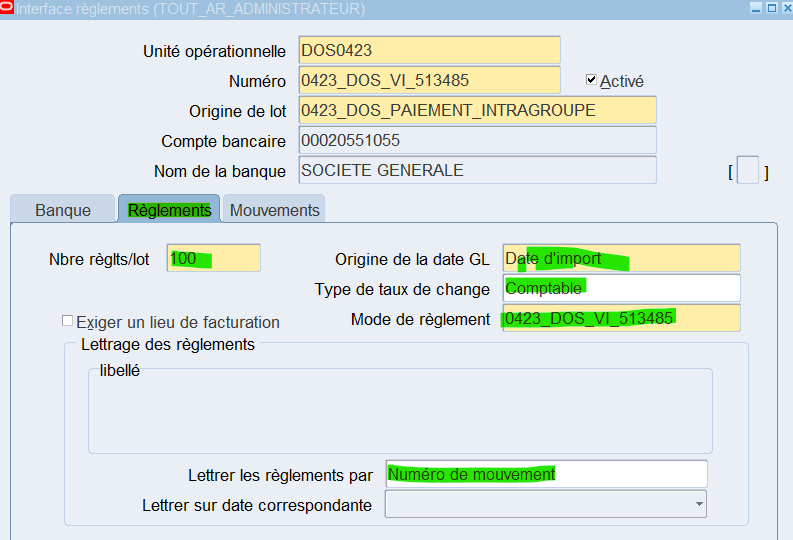 Interface règlements (TOUT_AR_ADMINISTRATEUR)
Unité opérationnelle DOS0423
Numéro 0423_DOS_VI_513485 Activé
Origine de lot 0423_DOS_PAIEMENT_INTRAGROUPE
Compte bancaire 00020551055
Nom de la banque SOCIETE GENERALE [ ]
Banque Règlements Mouvements
Nbre règlts/lot 100 Origine de la date GL Date d'import
Type de taux de change Comptable
Exiger un lieu de facturation Mode de règlement 0423_DOS_VI_513485
Lettrage des règlements
libellé
Lettrer les règlements par Numéro de mouvement
Lettrer sur date correspondante